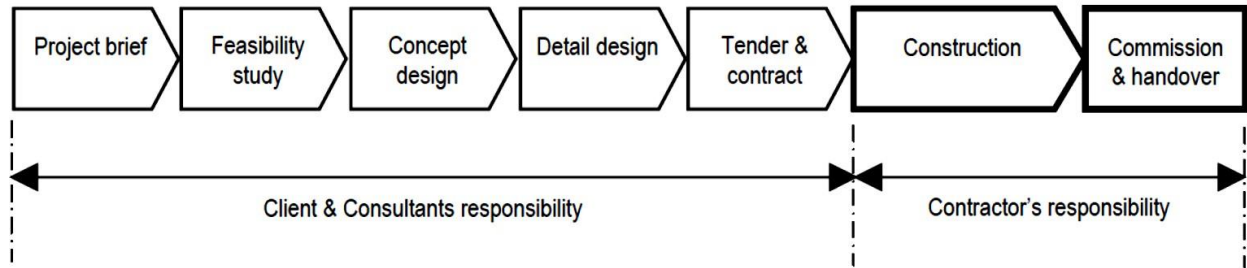 Project brief
Feasibility
study
Concept
design
Detail design
Tender &
contract
Construction
Commission
& handover
Client & Consultants responsibility
Contractor's responsibility